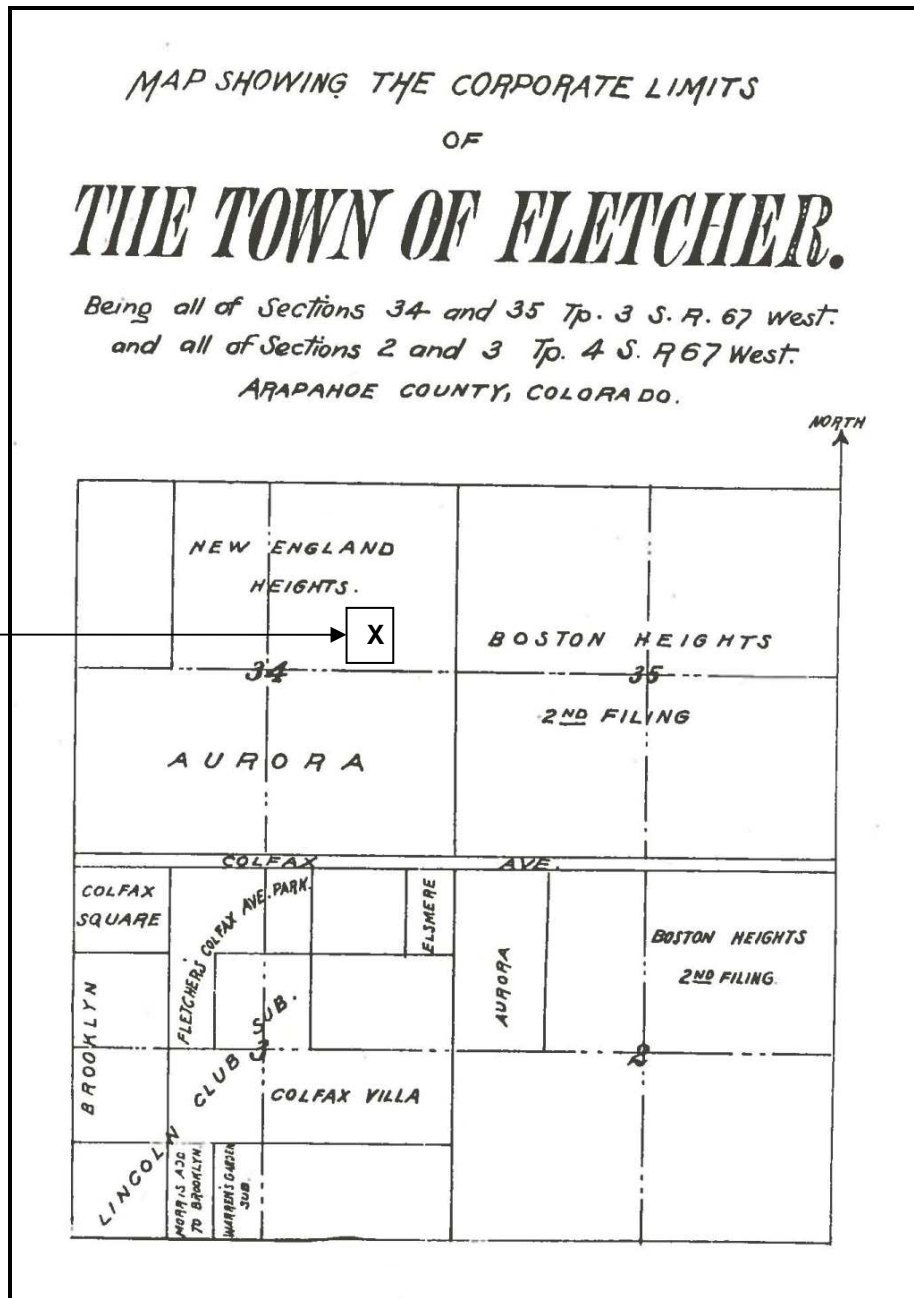 MAP SHOWING THE CORPORATE LIMITS
OF
THE TOWN OF FLETCHER.
Being all of Sections 34 and 35 Tp. 3 S. R. 67 West.
and all of Sections 2 and 3 Tp. 4 S. R 67 West.
ARAPAHOE COUNTY, COLORADO.
NORTH
NEW ENGLAND
HEIGHTS.
X
BOSTON HEIGHTS
34
35
2ND FILING
AURORA
COLFAX AVE.
COLFAX
SQUARE
FLETCHERS COLFAX AVE. PARK.
ELSMERE
AURORA
BOSTON HEIGHTS
2ND FILING.
BROOKLYN
3
2
LINCOLN CLUB SUB.
COLFAX VILLA
MORRIS ADD
TO BROOKLYN.
WARREN'S GARDEN
SUB.